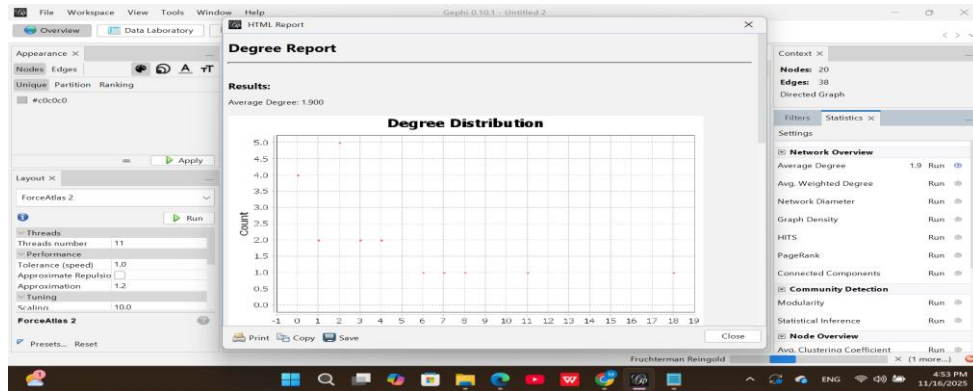 File Workspace View Tools Window Help Gephi 0.10.1 - Untitled 2
Overview Data Laboratory
Appearance
Nodes Edges
Unique Partition Ranking
#c0c0c0
Apply
Layout
ForceAtlas 2
Run
Threads
Threads number 11
Performance
Tolerance (speed) 1.0
Approximate Repulsio
Approximation 1.2
Tuning
Scaling 10.0
ForceAtlas 2
Presets... Reset
HTML Report
Degree Report
Results:
Average Degree: 1.900
Degree Distribution
5.0
4.5
4.0
3.5
3.0
2.5
2.0
1.5
1.0
0.5
0.0
Count
-1 0 1 2 3 4 5 6 7 8 9 10 11 12 13 14 15 16 17 18 19
Print Copy Save Close
Context
Nodes: 20
Edges: 38
Directed Graph
Filters Statistics
Settings
Network Overview
Average Degree 1.9 Run
Avg. Weighted Degree Run
Network Diameter Run
Graph Density Run
HITS Run
PageRank Run
Connected Components Run
Community Detection
Modularity Run
Statistical Inference Run
Node Overview
Avg. Clustering Coefficient Run
Fruchterman Reingold (1 more...)
ENG 4:53 PM
11/16/2025